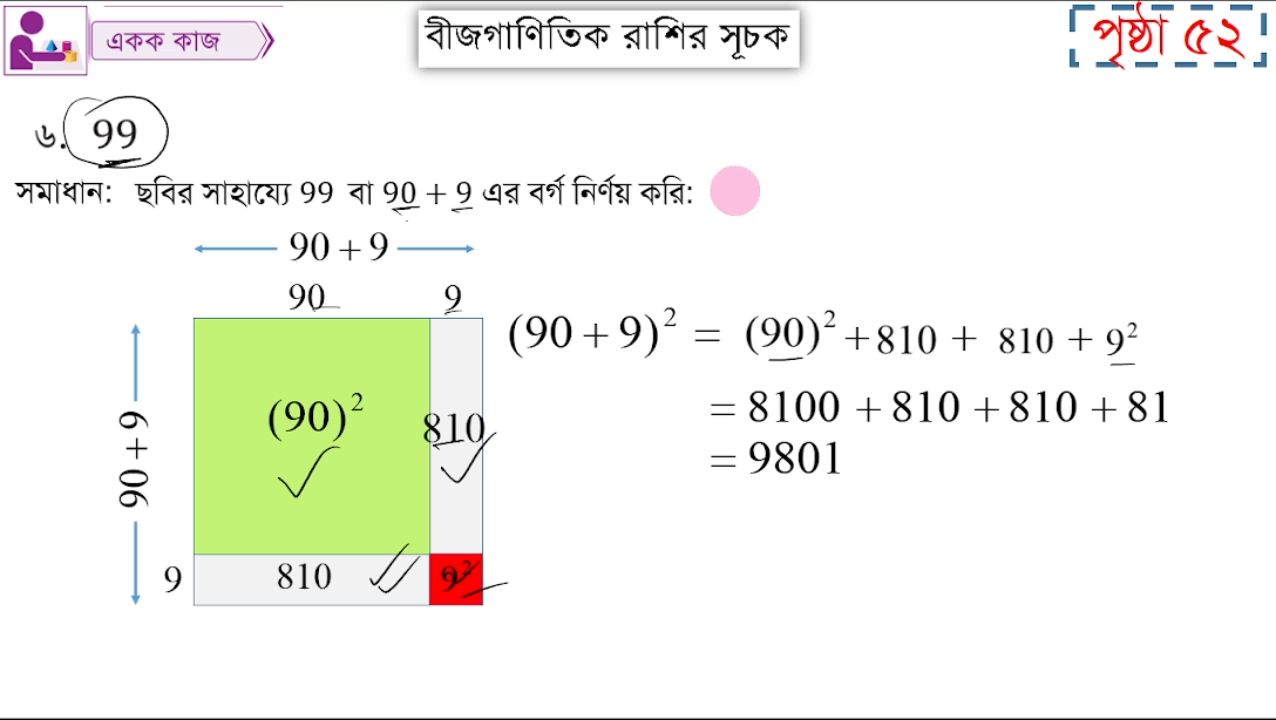 একক কাজ
বীজগাণিতিক রাশির সূচক
পৃষ্ঠা ৫২
৬. 99
সমাধান: ছবির সাহায্যে 99 বা 90 + 9 এর বর্গ নির্ণয় করি:
90 + 9
90 9
90 + 9
(90)²
810
9 810 9²
(90 + 9)² = (90)² + 810 + 810 + 9²
= 8100 + 810 + 810 + 81
= 9801